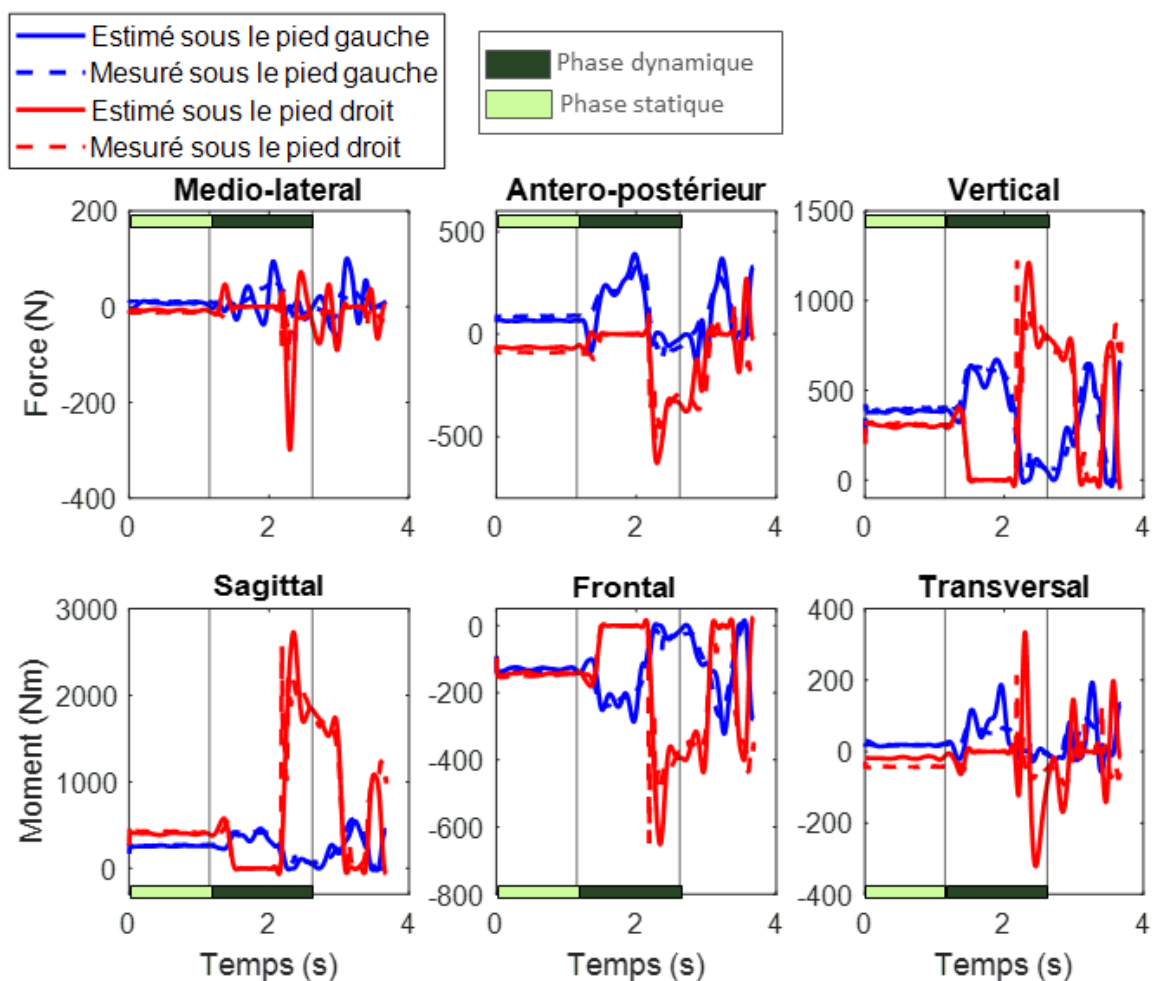 Estimé sous le pied gauche
Mesuré sous le pied gauche
Estimé sous le pied droit
Mesuré sous le pied droit
Phase dynamique
Phase statique
Medio-lateral
Antero-postérieur
Vertical
Force (N)
200
0
-200
-400
0 2 4
500
0
-500
0 2 4
1500
1000
500
0
0 2 4
Sagittal
Frontal
Transversal
Moment (Nm)
3000
2000
1000
0
0 2 4
0
-200
-400
-600
-800
0 2 4
400
200
0
-200
-400
0 2 4
Temps (s)
Temps (s)
Temps (s)